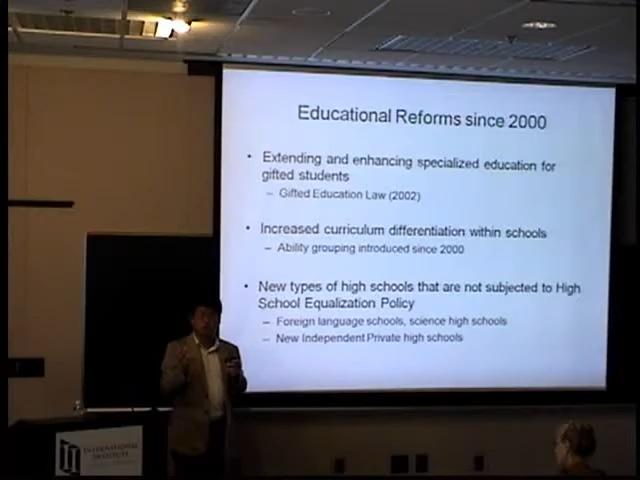 Educational Reforms since 2000
• Extending and enhancing specialized education for
gifted students
– Gifted Education Law (2002)
• Increased curriculum differentiation within schools
– Ability grouping introduced since 2000
• New types of high schools that are not subjected to High
School Equalization Policy
– Foreign language schools, science high schools
– New Independent Private high schools
INTERNATIONAL
INSTITUTE